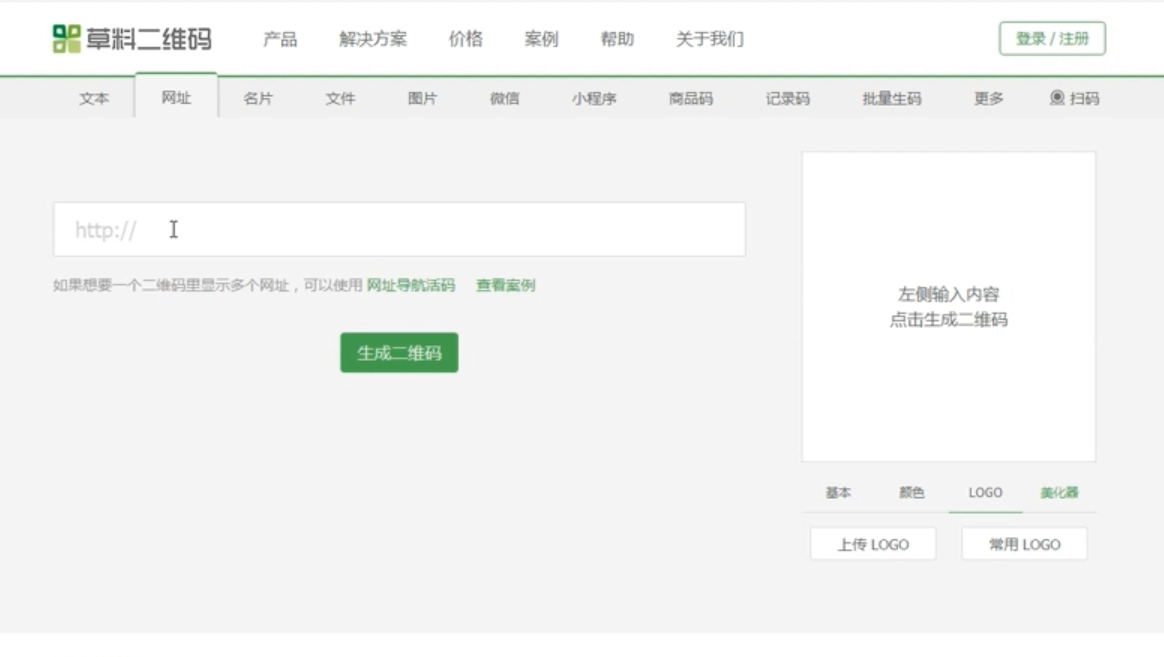 草料二维码 产品 解决方案 价格 案例 帮助 关于我们 登录 / 注册
文本 网址 名片 文件 图片 微信 小程序 商品码 记录码 批量生码 更多 扫码
http://
如果想要一个二维码里显示多个网址，可以使用 网址导航活码 查看案例
生成二维码
左侧输入内容
点击生成二维码
基本 颜色 LOGO 美化器
上传 LOGO 常用 LOGO